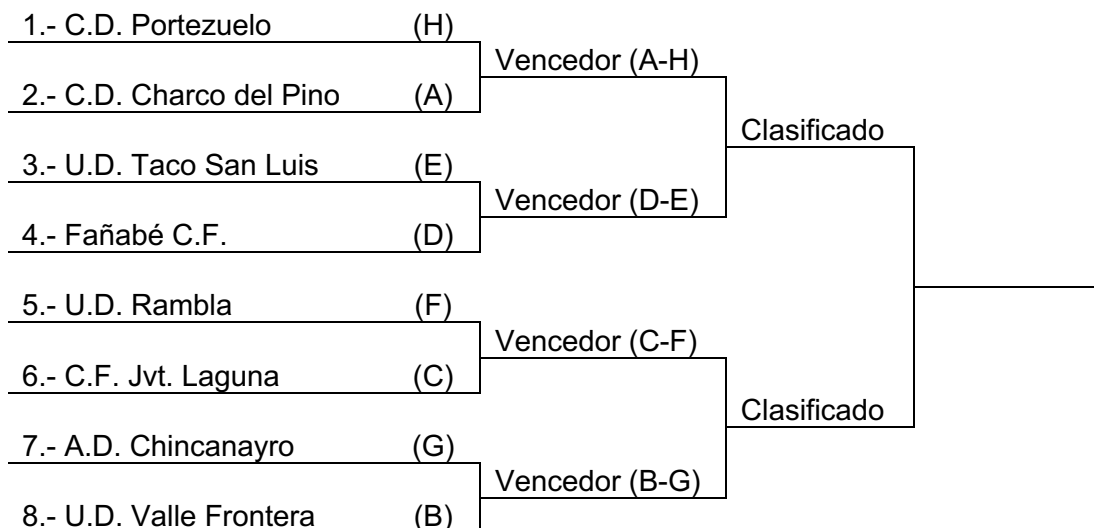 1.- C.D. Portezuelo (H)
Vencedor (A-H)
2.- C.D. Charco del Pino (A)
Clasificado
3.- U.D. Taco San Luis (E)
Vencedor (D-E)
4.- Fañabé C.F. (D)
5.- U.D. Rambla (F)
Vencedor (C-F)
6.- C.F. Jvt. Laguna (C)
Clasificado
7.- A.D. Chincanayro (G)
Vencedor (B-G)
8.- U.D. Valle Frontera (B)